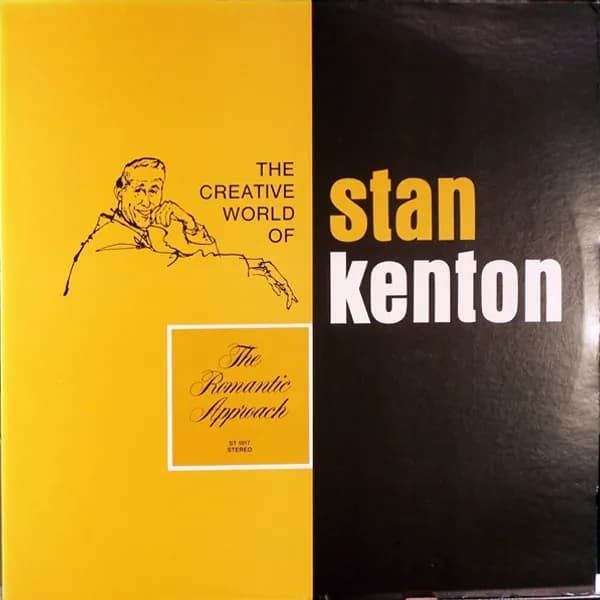 THE
CREATIVE
WORLD
OF
stan
kenton
The
Romantic
Approach
ST 1017
STEREO